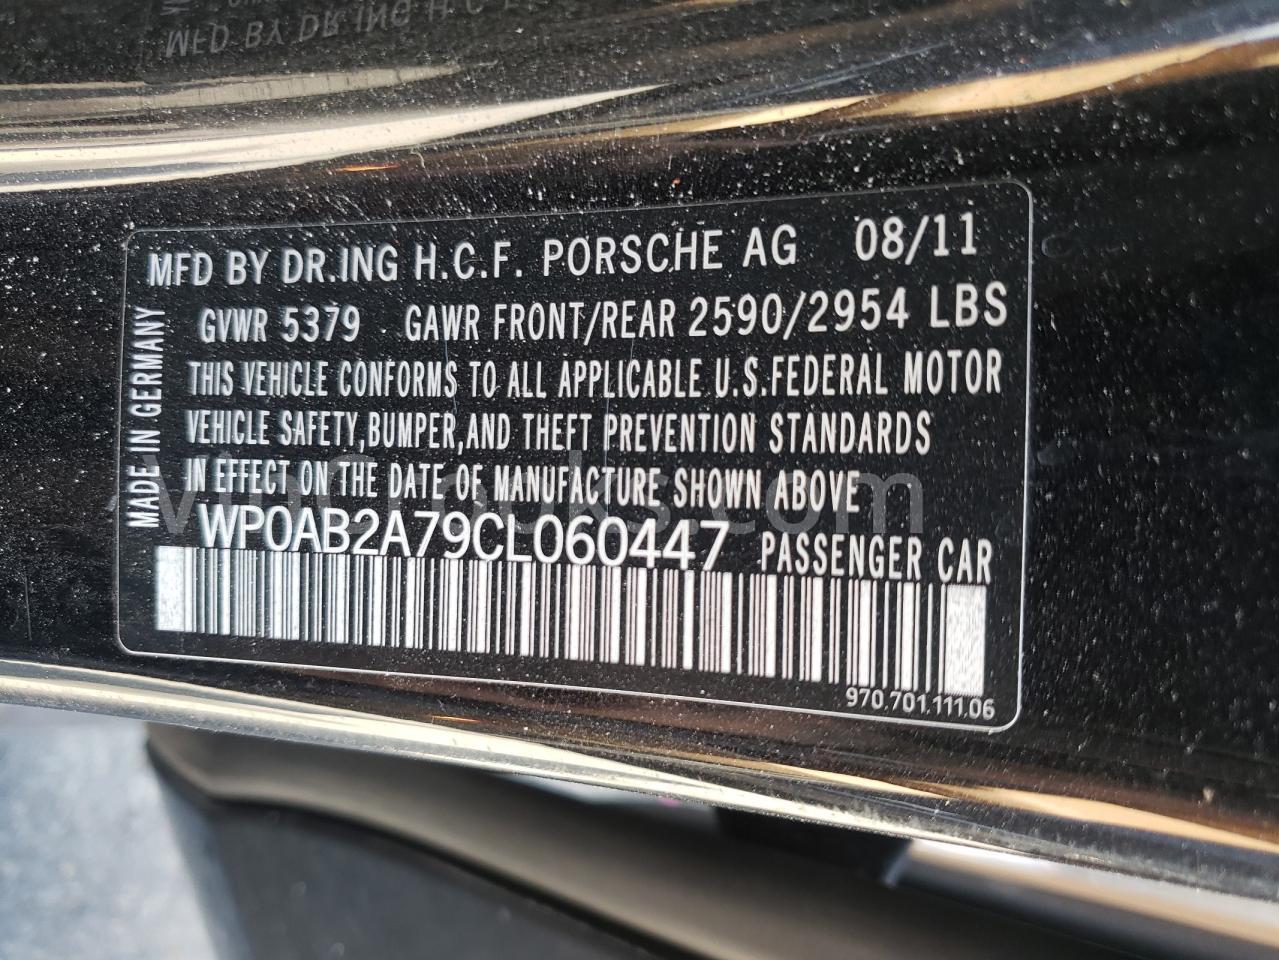 MFD BY DR.ING H.C.F. PORSCHE AG 08/11
GVWR 5379 GAWR FRONT/REAR 2590/2954 LBS
THIS VEHICLE CONFORMS TO ALL APPLICABLE U.S.FEDERAL MOTOR
VEHICLE SAFETY,BUMPER,AND THEFT PREVENTION STANDARDS
IN EFFECT ON THE DATE OF MANUFACTURE SHOWN ABOVE
WP0AB2A79CL060447 PASSENGER CAR
970.701.111.06
MADE IN GERMANY